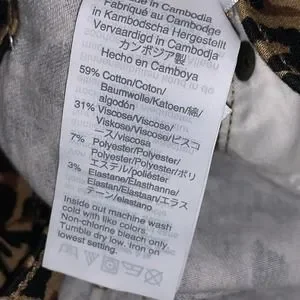 Made in Cambodia
Fabriqué au Cambodge
in Kambodscha Hergestellt
Vervaardigd in Cambodja
カンボジア製
Hecho en Camboya
59% Cotton/Coton/
Baumwolle/Katoen/綿/
algodón
31% Viscose/Viscose/
Viskose/Viscose/ビスコ
ース/viscosa
7% Polyester/Polyester/
Polyester/Polyester/ポリ
エステル/poliéster
3% Elastane/Élasthanne/
Elastan/Elastaan/エラス
テーン/elastano
Inside out machine wash
cold with like colors.
Non-chlorine bleach only.
Tumble dry low. Iron on
lowest setting.